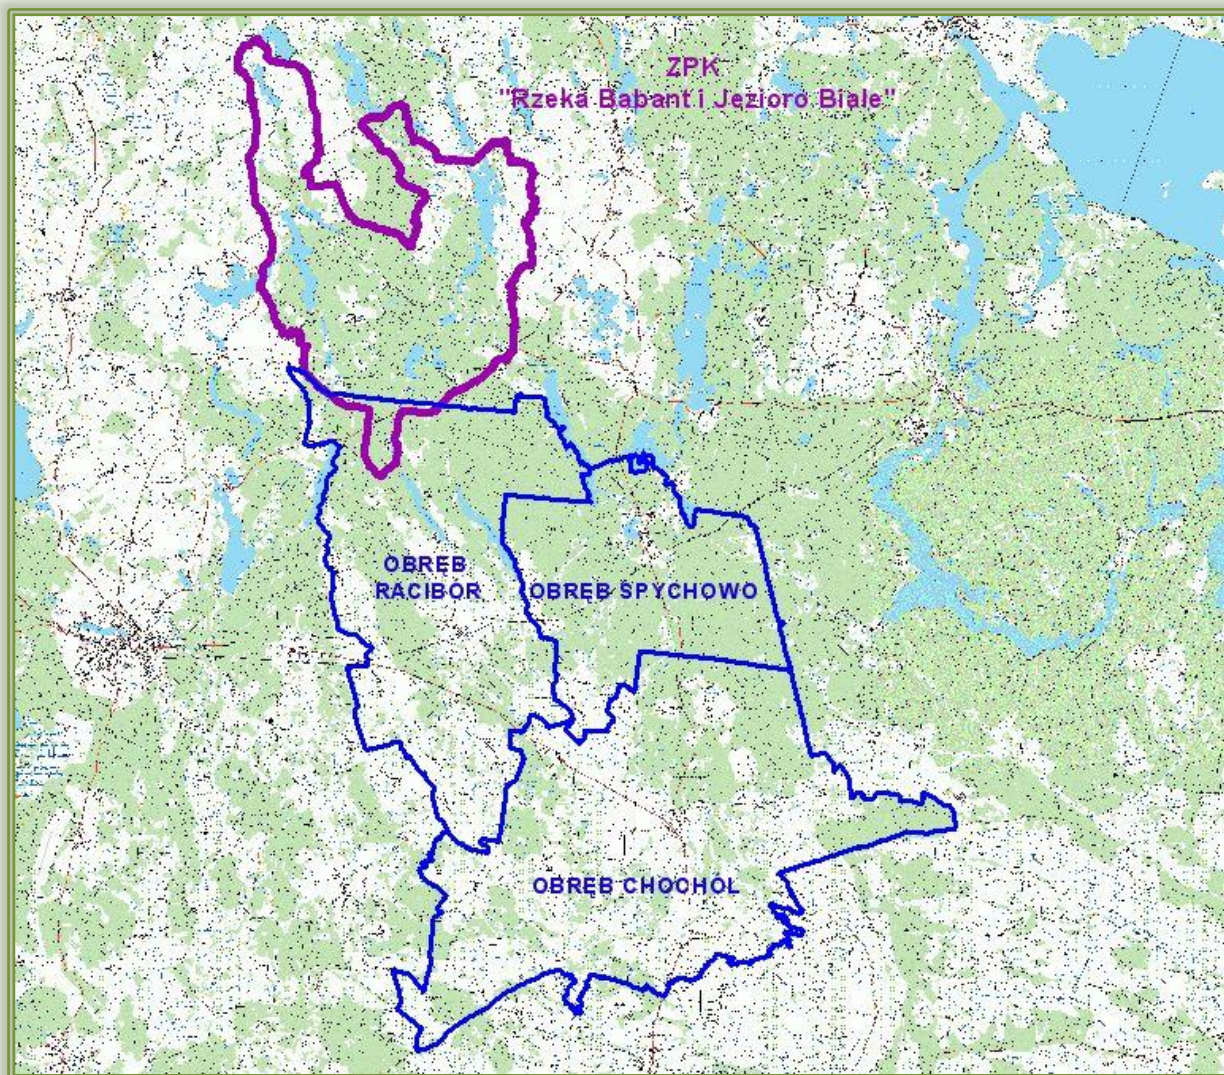 ZPK
"Rzeka Babant i Jezioro Białe"
OBRĘB
RACIBÓR
OBRĘB SPYCHOWO
OBRĘB CHOCHÓŁ